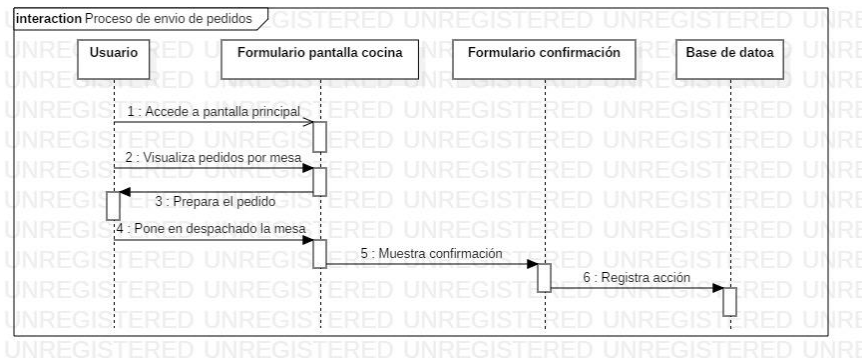 interaction Proceso de envio de pedidos
Usuario
Formulario pantalla cocina
Formulario confirmación
Base de datoa
1 : Accede a pantalla principal
2 : Visualiza pedidos por mesa
3 : Prepara el pedido
4 : Pone en despachado la mesa
5 : Muestra confirmación
6 : Registra acción
UNREGISTERED